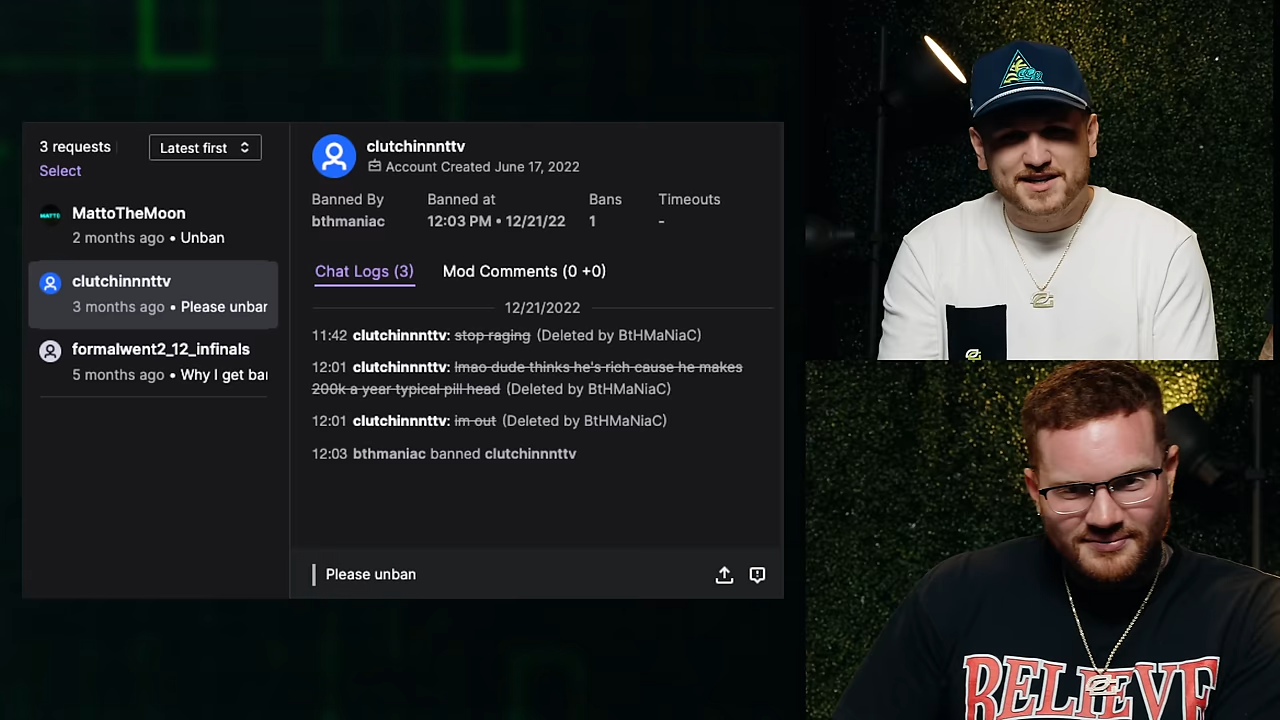 3 requests
Latest first
Select
MattoTheMoon
2 months ago • Unban
clutchinnnttv
3 months ago • Please unban
formalwent2_12_infinals
5 months ago • Why I get ban
clutchinnnttv
Account Created June 17, 2022
Banned By
Banned at
Bans
Timeouts
bthmaniac
12:03 PM • 12/21/22
1
-
Chat Logs (3)
Mod Comments (0 +0)
12/21/2022
11:42 clutchinnnttv: stop raging (Deleted by BtHManiaC)
12:01 clutchinnnttv: lmao dude thinks he's rich cause he makes
200k a year typical pill head (Deleted by BtHManiaC)
12:01 clutchinnnttv: im out (Deleted by BtHManiaC)
12:03 bthmaniac banned clutchinnnttv
Please unban
MATTO
BELIEVE